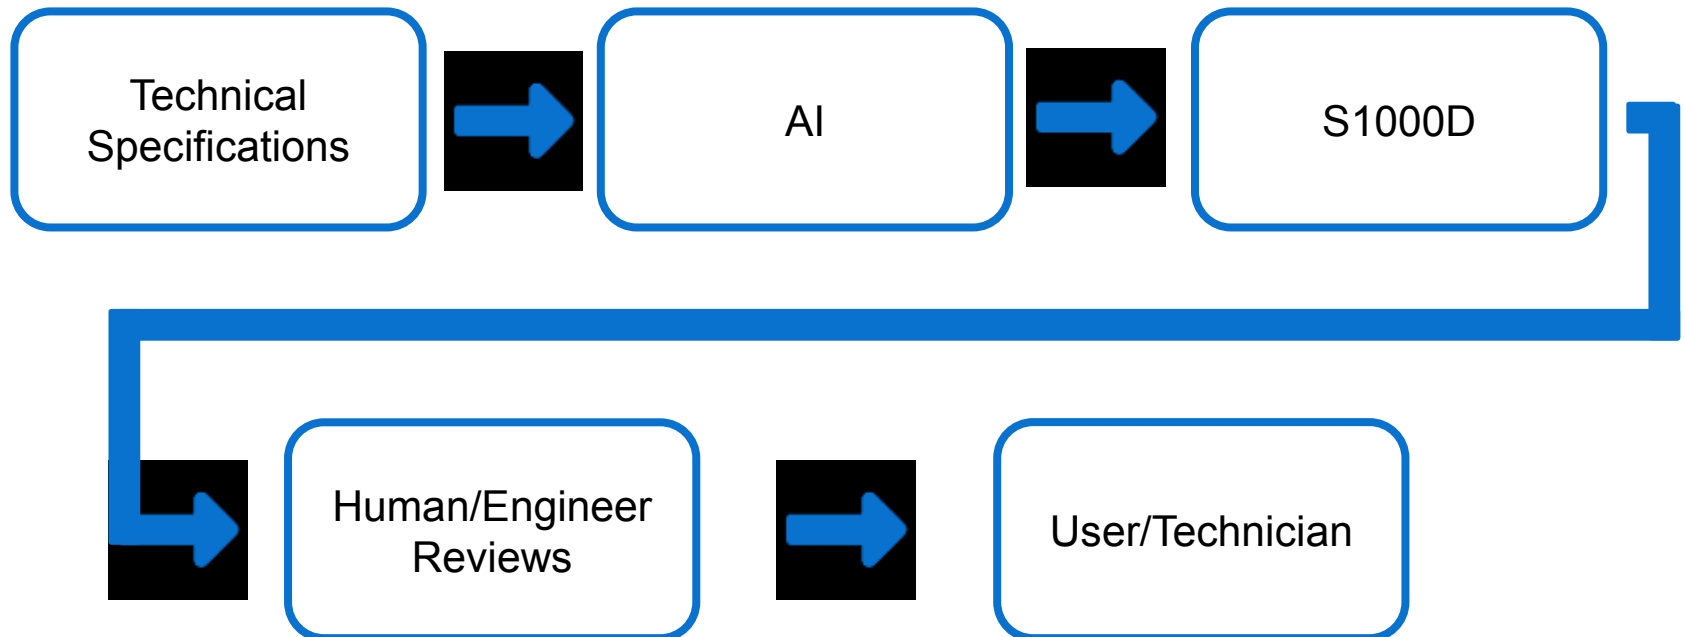 Technical
Specifications
AI
S1000D
Human/Engineer
Reviews
User/Technician